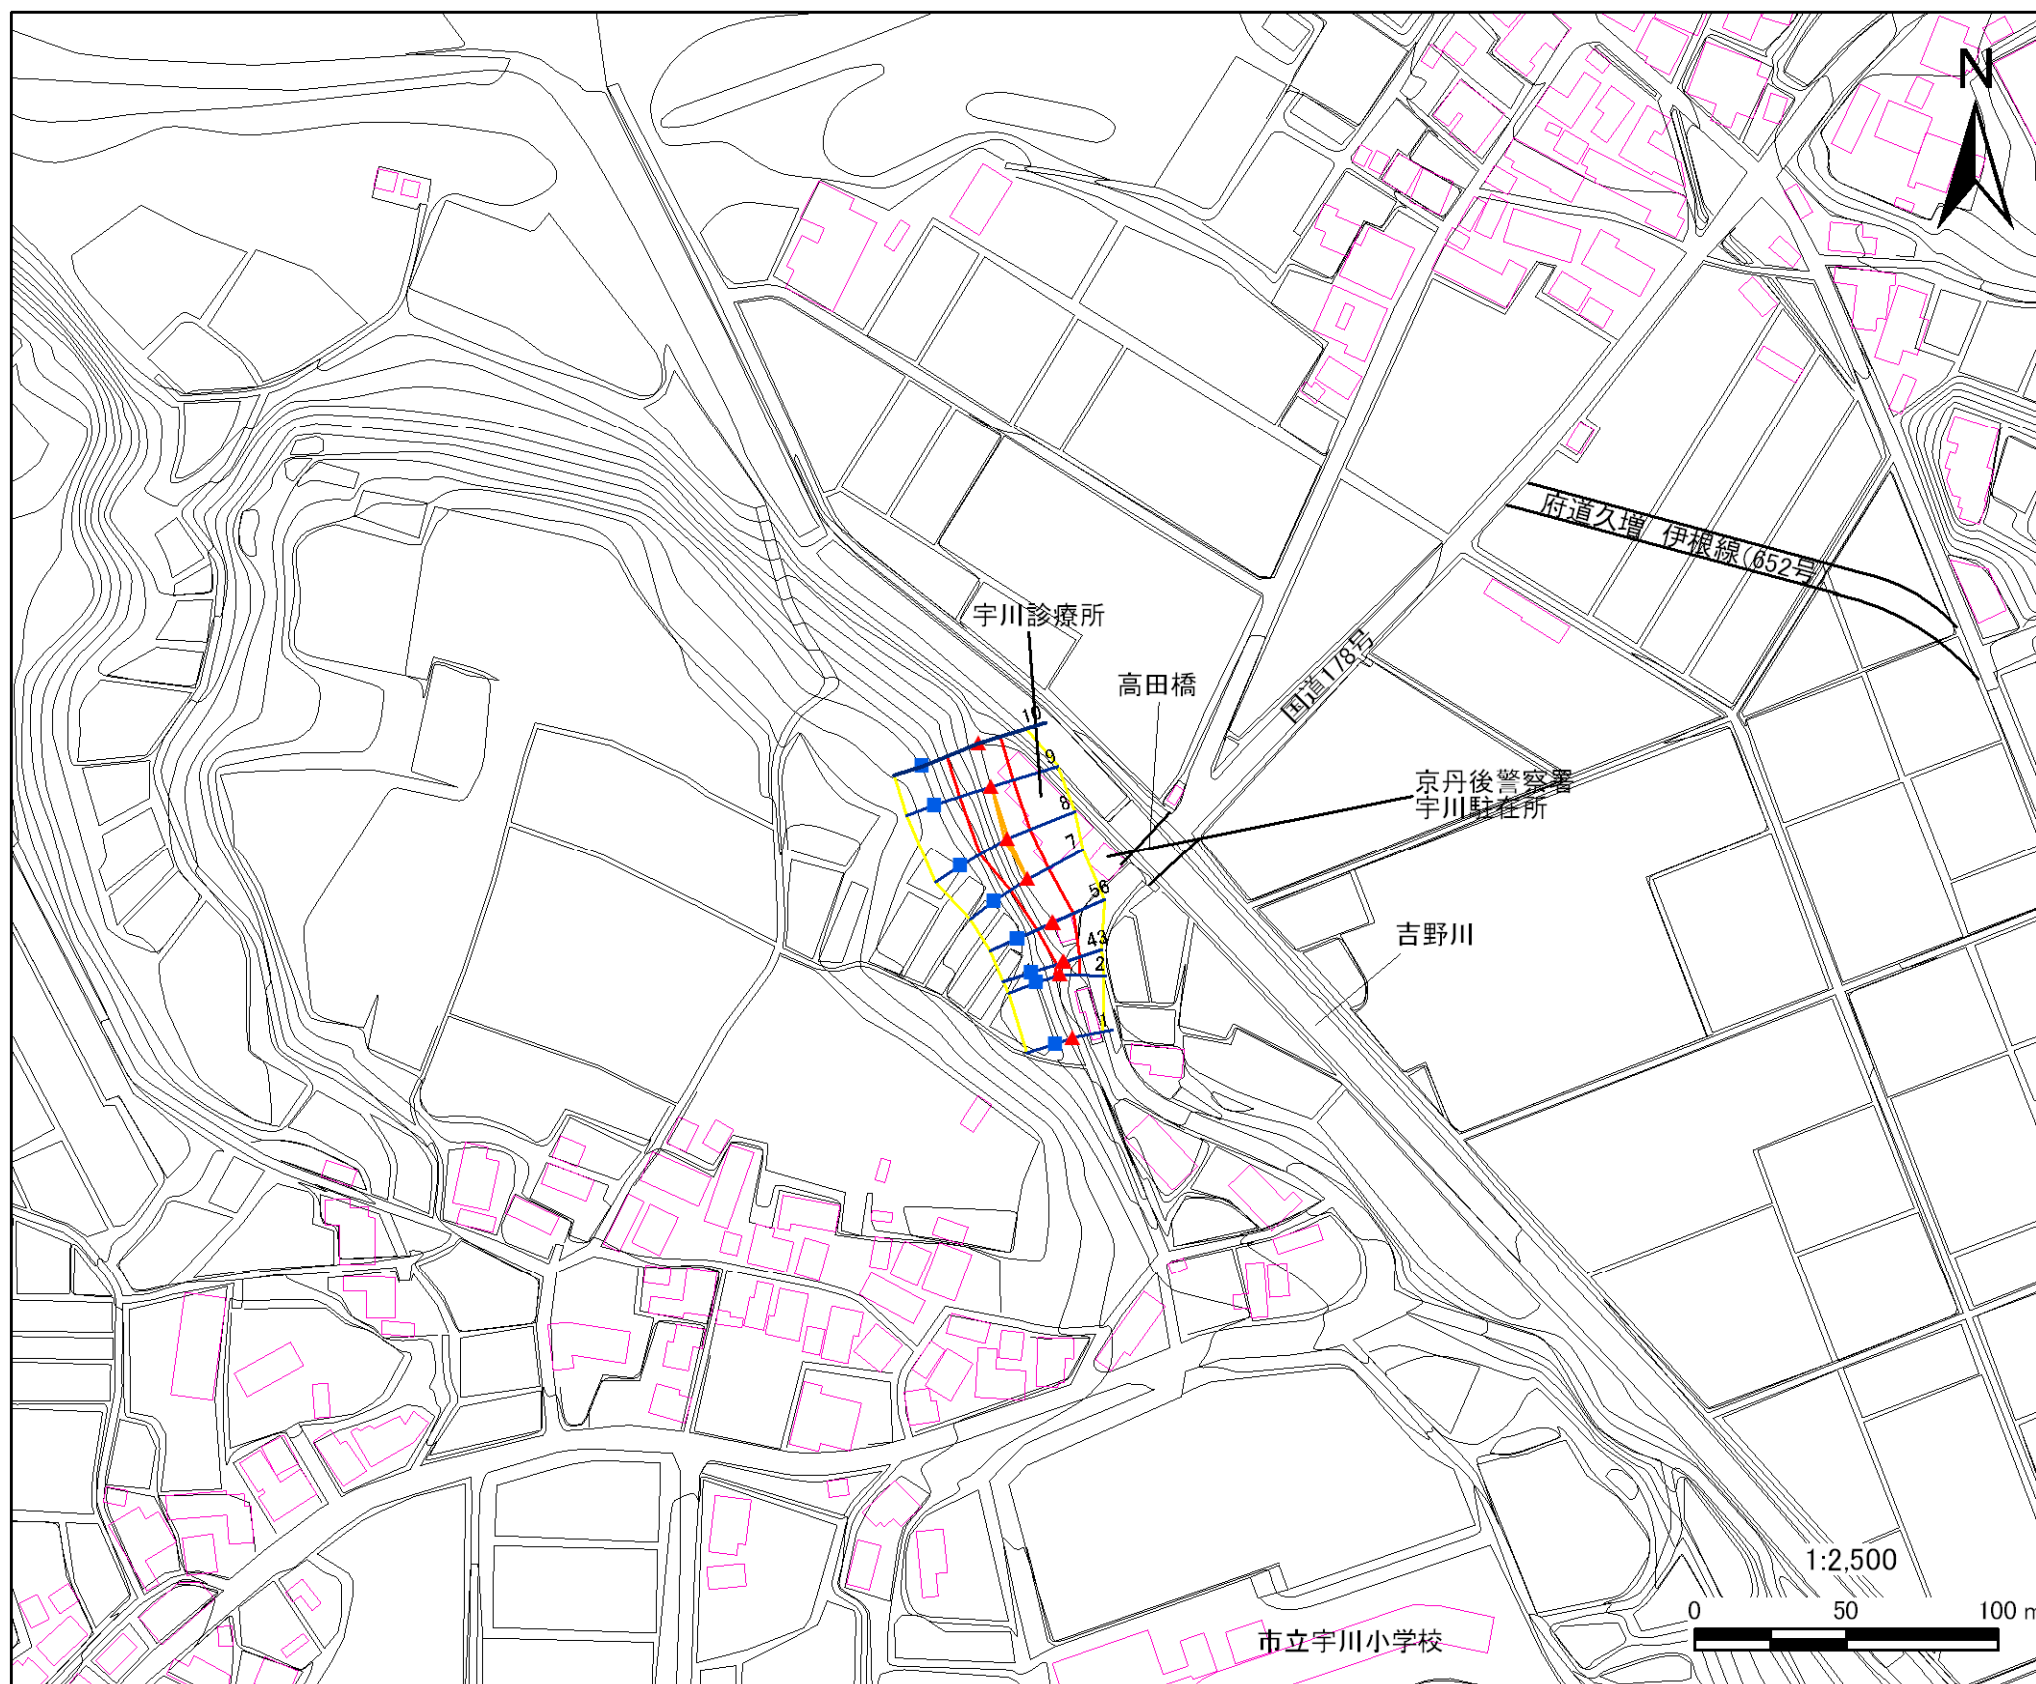 N
府道久増 伊根線(652号)
宇川診療所
国道178号
高田橋
10
9
京丹後警察署
宇川駐在所
8
7
56
吉野川
43
2
1
1:2,500
0 50 100 m
市立宇川小学校